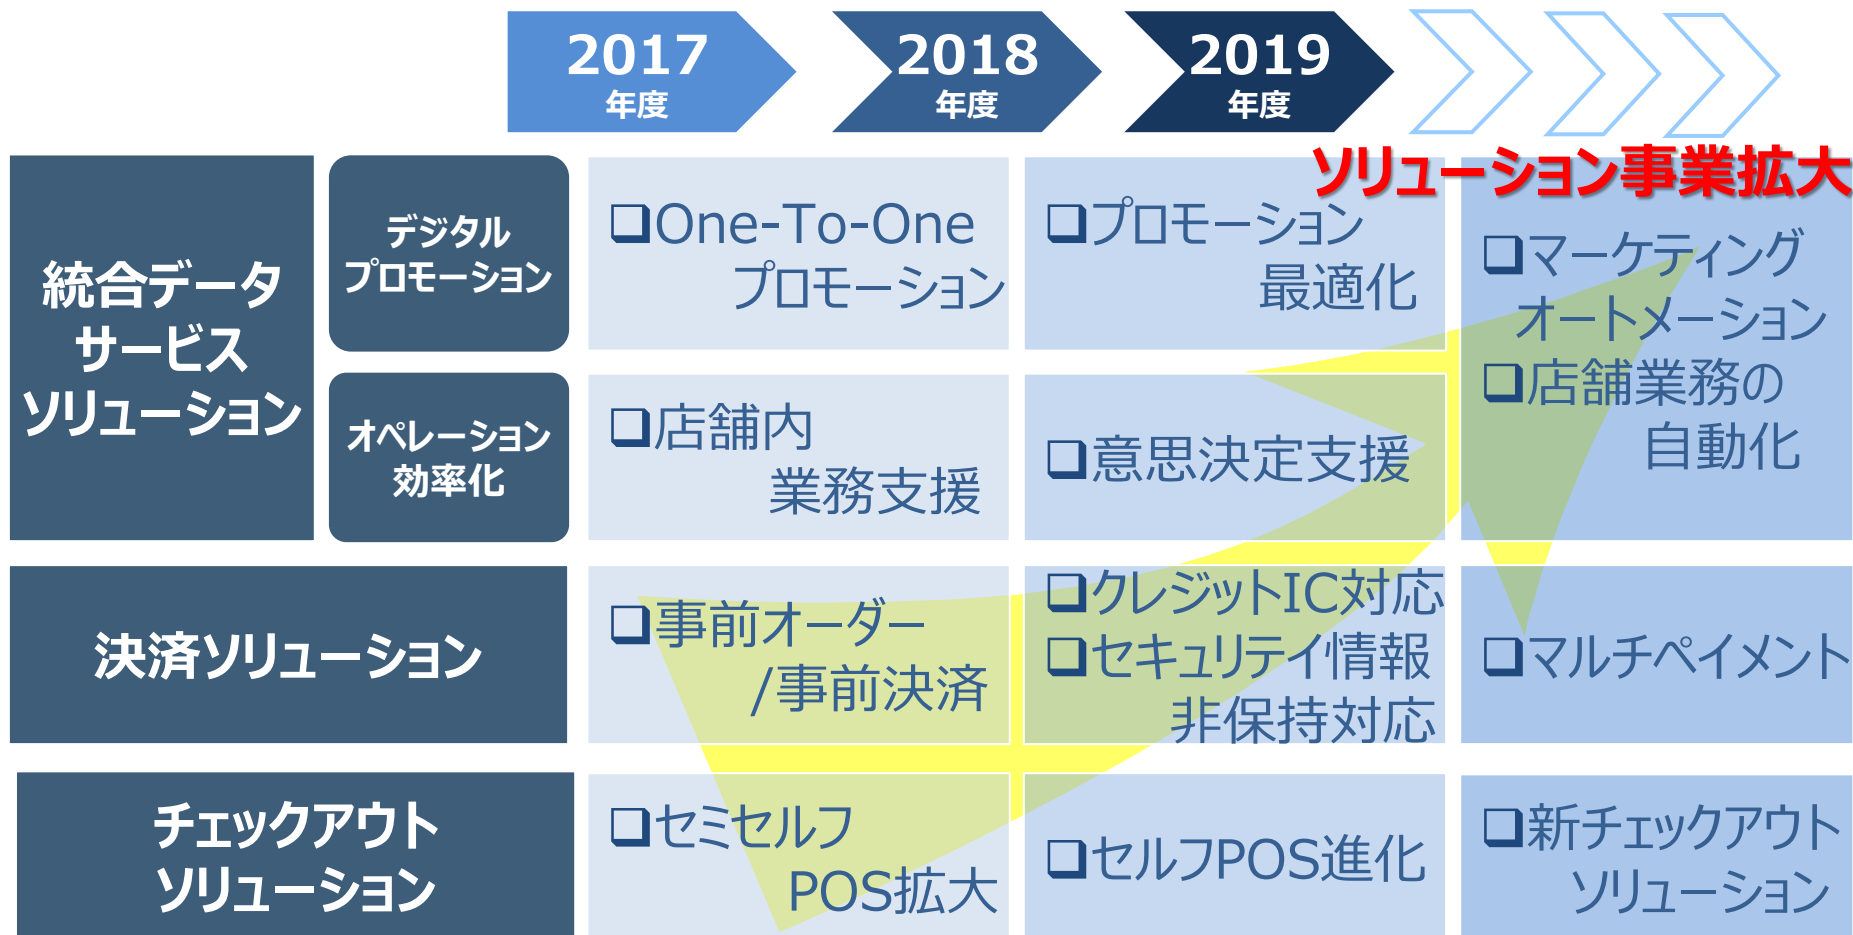 2017
年度
2018
年度
2019
年度
ソリューション事業拡大
統合データ
サービス
ソリューション
デジタル
プロモーション
❑One-To-One
プロモーション
❑プロモーション
最適化
❑マーケティング
オートメーション
❑店舗業務の
自動化
オペレーション
効率化
❑店舗内
業務支援
❑意思決定支援
決済ソリューション
❑事前オーダー
/事前決済
❑クレジットIC対応
❑セキュリテイ情報
非保持対応
❑マルチペイメント
チェックアウト
ソリューション
❑セミセルフ
POS拡大
❑セルフPOS進化
❑新チェックアウト
ソリューション